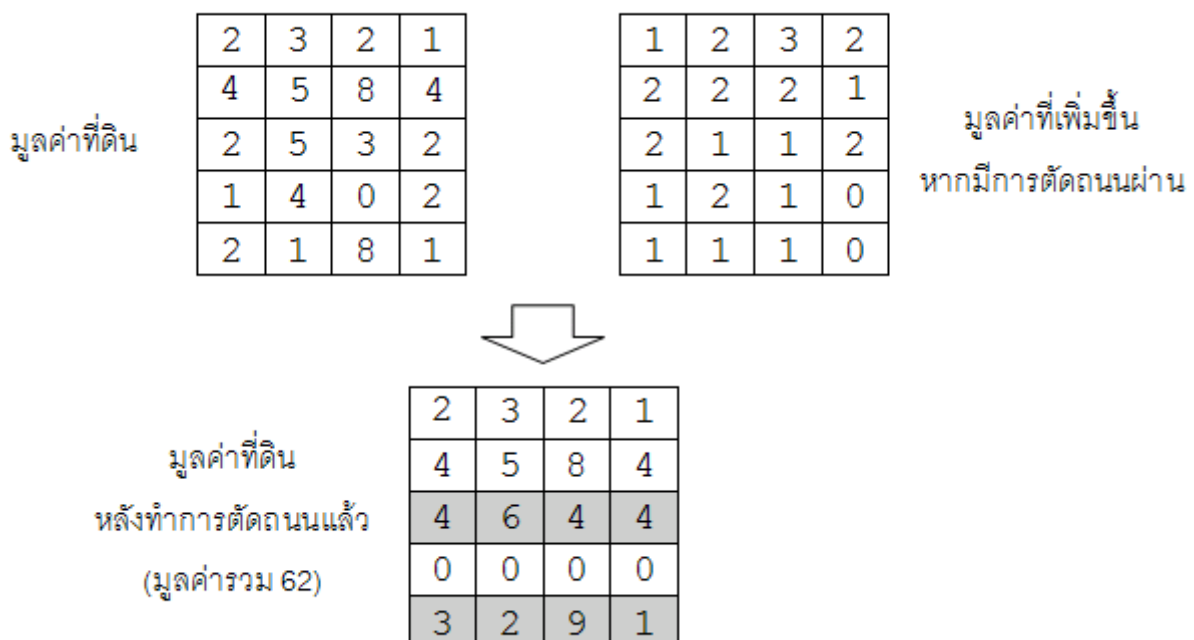 2 3 2 1
4 5 8 4
2 5 3 2
1 4 0 2
2 1 8 1
มูลค่าที่ดิน
1 2 3 2
2 2 2 1
2 1 1 2
1 2 1 0
1 1 1 0
มูลค่าที่เพิ่มขึ้น
หากมีการตัดถนนผ่าน
มูลค่าที่ดิน
หลังทำการตัดถนนแล้ว
(มูลค่ารวม 62)
2 3 2 1
4 5 8 4
4 6 4 4
0 0 0 0
3 2 9 1